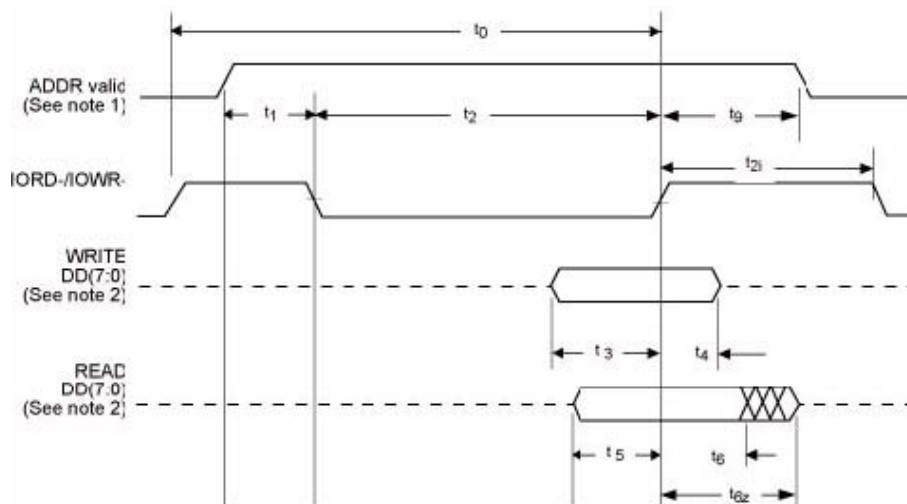 t0
ADDR valid
(See note 1)
t1
t2
t9
t2i
IORD-/IOWR-
WRITE
DD(7:0)
(See note 2)
t3
t4
READ
DD(7:0)
(See note 2)
t5
t6
t6z